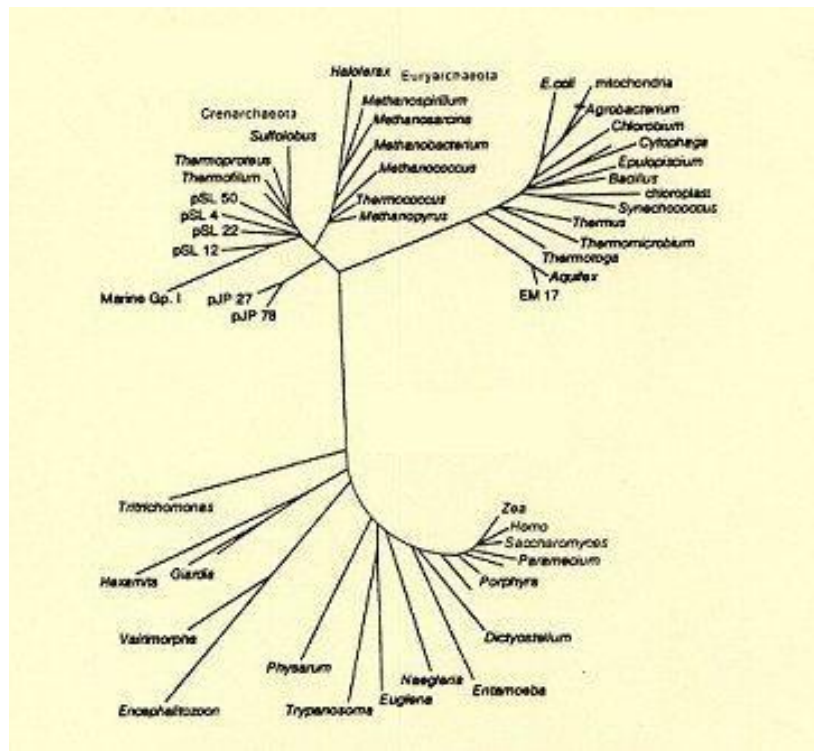 Haloferax
Euryarchaeota
Crenarchaeota
Sulfolobus
Methanospirillum
Methanosarcina
Methanobacterium
Methanococcus
Thermoproteus
Thermofilum
pSL 50
pSL 4
pSL 22
pSL 12
Thermococcus
Methanopyrus
Marine Gp. I
pJP 27
pJP 78
E.coli
mitochondria
Agrobacterium
Chlorobium
Cytophaga
Epulopiscium
Bacillus
chloroplast
Synechococcus
Thermus
Thermomicrobium
Thermotoga
Aquifex
EM 17
Tritrichomonas
Zea
Homo
Saccharomyces
Paramecium
Hexamita
Giardia
Porphyra
Vairimorpha
Dictyostelium
Physarum
Naegleria
Entamoeba
Encephalitozoon
Trypanosoma
Euglena